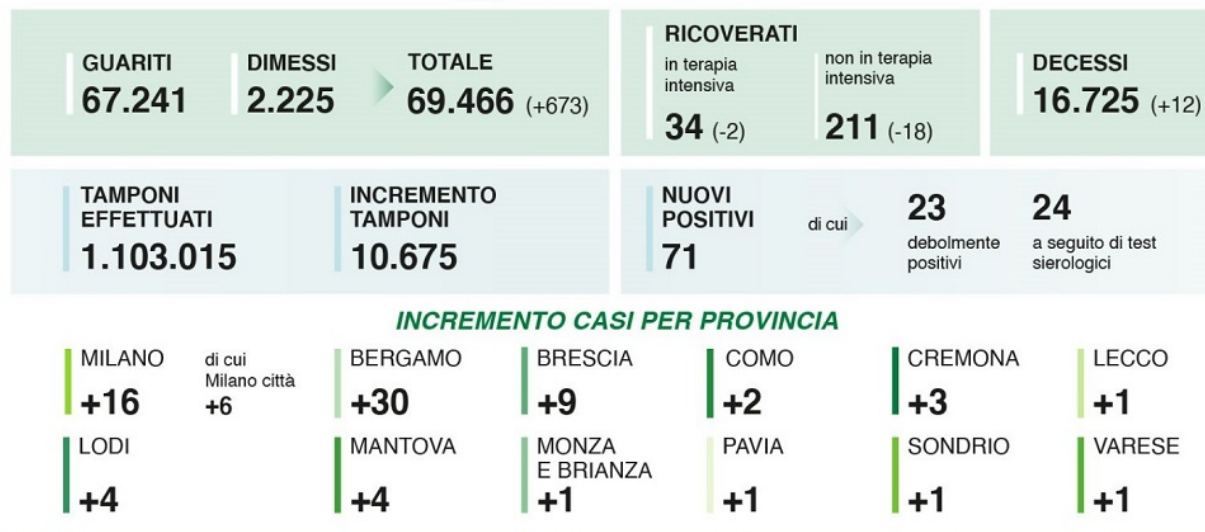 GUARITI
67.241
DIMESSI
2.225
TOTALE
69.466 (+673)
RICOVERATI
in terapia
intensiva
34 (-2)
non in terapia
intensiva
211 (-18)
DECESSI
16.725 (+12)
TAMPONI
EFFETTUATI
1.103.015
INCREMENTO
TAMPONI
10.675
NUOVI
POSITIVI
71
di cui
23
debolmente
positivi
24
a seguito di test
sierologici
INCREMENTO CASI PER PROVINCIA
MILANO
+16
di cui
Milano città
+6
BERGAMO
+30
BRESCIA
+9
COMO
+2
CREMONA
+3
LECCO
+1
LODI
+4
MANTOVA
+4
MONZA
E BRIANZA
+1
PAVIA
+1
SONDRIO
+1
VARESE
+1